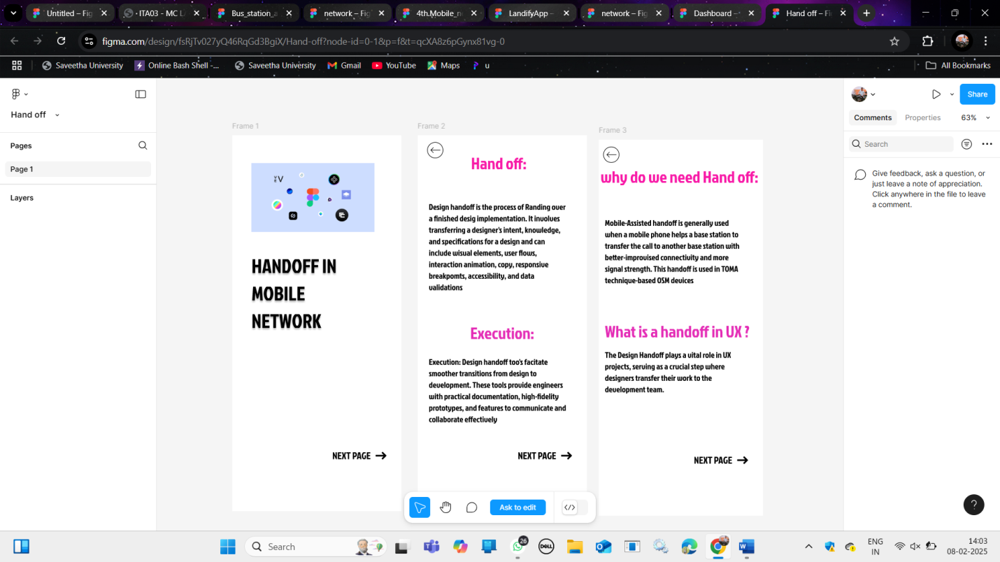 Untitled – Fig
ITA03 - MC LA
Bus_station_a
network – Fig
4th.Mobile_n
LandifyApp –
network – Fig
Dashboard –
Hand off – Fi
figma.com/design/fsRjTv027yQ46RqGd3BgiX/Hand-off?node-id=0-1&p=f&t=qcXA8z6pGynx81vg-0
Saveetha University
Online Bash Shell -...
Saveetha University
Gmail
YouTube
Maps
u
All Bookmarks
Hand off
Pages
Page 1
Layers
Frame 1
HANDOFF IN
MOBILE
NETWORK
NEXT PAGE
Frame 2
Hand off:
Design handoff is the process of Randing over
a finished desig implementation. It involves
transferring a designer's intent, knowledge,
and specifications for a design and can
include wisual elements, user flows,
interaction animation, copy, responsive
breakpomts, accessibility, and data
validations
Execution:
Execution: Design handoff too's facitate
smoother transitions from design to
development. These tools provide engineers
with practical documentation, high-fidelity
prototypes, and features to communicate and
collaborate effectively
NEXT PAGE
Frame 3
why do we need Hand off:
Mobile-Assisted handoff is generally used
when a mobile phone helps a base station to
transfer the call to another base station with
better-improvised connectivity and more
signal strength. This handoff is used in TOMA
technique-based OSM devices
What is a handoff in UX ?
The Design Handoff plays a vital role in UX
projects, serving as a crucial step where
designers transfer their work to the
development team.
NEXT PAGE
Ask to edit
Share
Comments
Properties
63%
Search
Give feedback, ask a question, or
just leave a note of appreciation.
Click anywhere in the file to leave
a comment.
Search
26
DELL
ENG
IN
14:03
08-02-2025